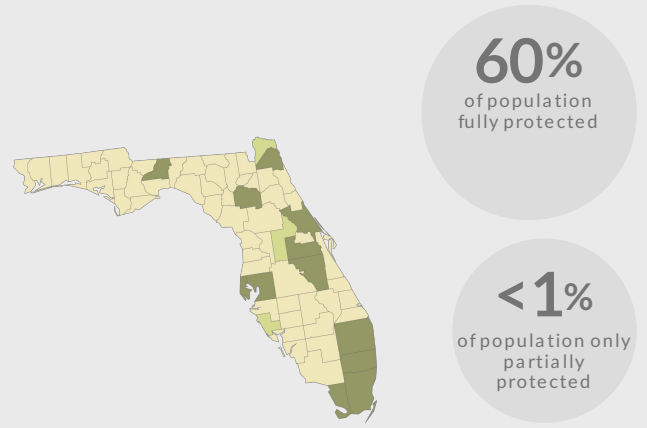 60%
of population
fully protected
<1%
of population only
partially
protected